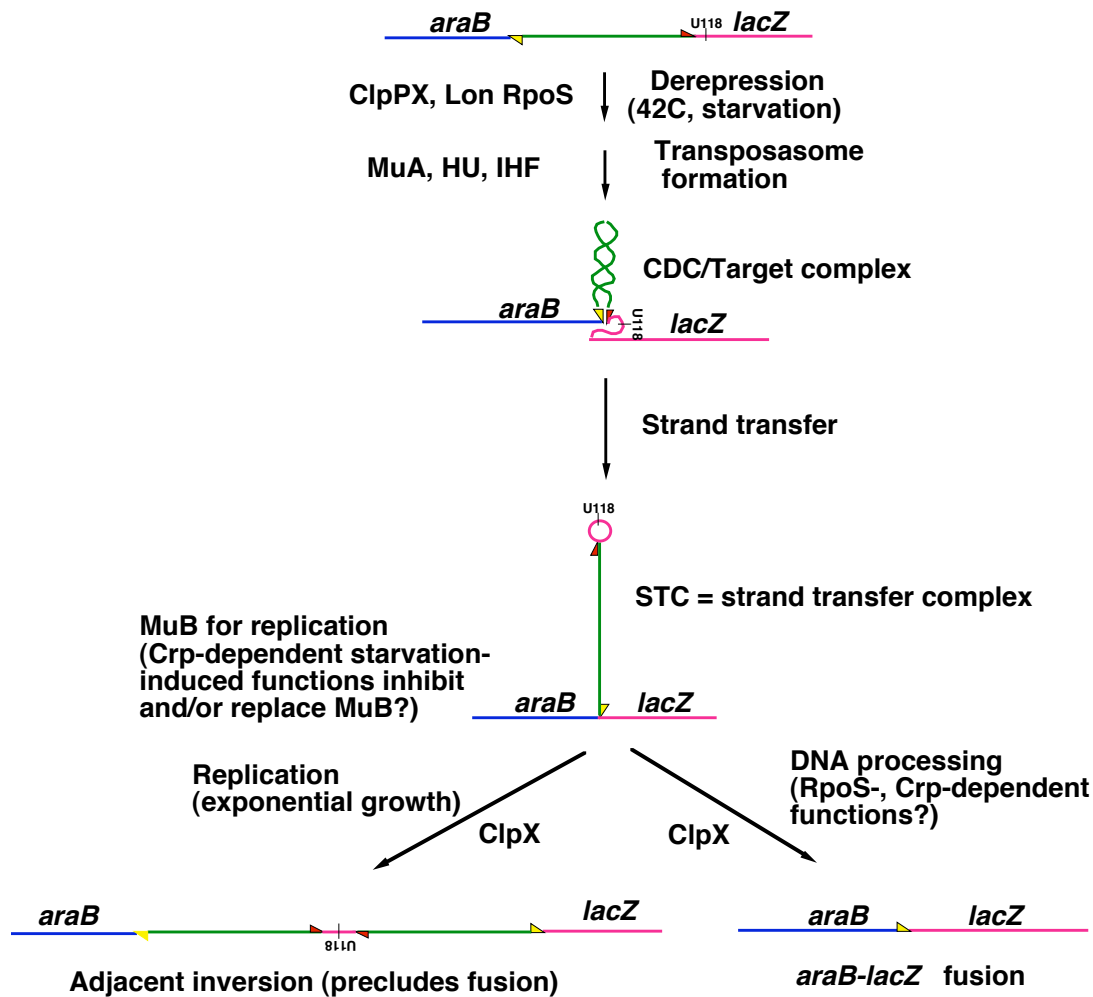 araB
U118
lacZ
ClpPX, Lon RpoS
Derepression
(42C, starvation)
MuA, HU, IHF
Transposasome
formation
CDC/Target complex
araB
U118
lacZ
Strand transfer
U118
STC = strand transfer complex
MuB for replication
(Crp-dependent starvation-
induced functions inhibit
and/or replace MuB?)
araB
lacZ
Replication
(exponential growth)
ClpX
ClpX
DNA processing
(RpoS-, Crp-dependent
functions?)
araB
U118
lacZ
Adjacent inversion (precludes fusion)
araB
lacZ
araB-lacZ fusion